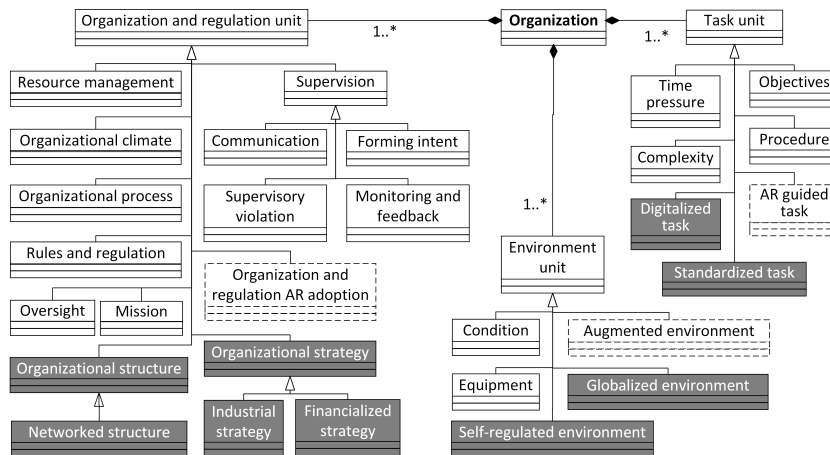 Organization and regulation unit
1..*
Organization
1..*
Task unit
Resource management
Supervision
Time
pressure
Objectives
Organizational climate
Communication
Forming intent
Complexity
Procedure
Organizational process
Supervisory
violation
Monitoring and
feedback
1..*
Digitalized
task
AR guided
task
Rules and regulation
Organization and
regulation AR adoption
Environment
unit
Standardized task
Oversight
Mission
Condition
Augmented environment
Organizational structure
Organizational strategy
Equipment
Globalized environment
Networked structure
Industrial
strategy
Financialized
strategy
Self-regulated environment